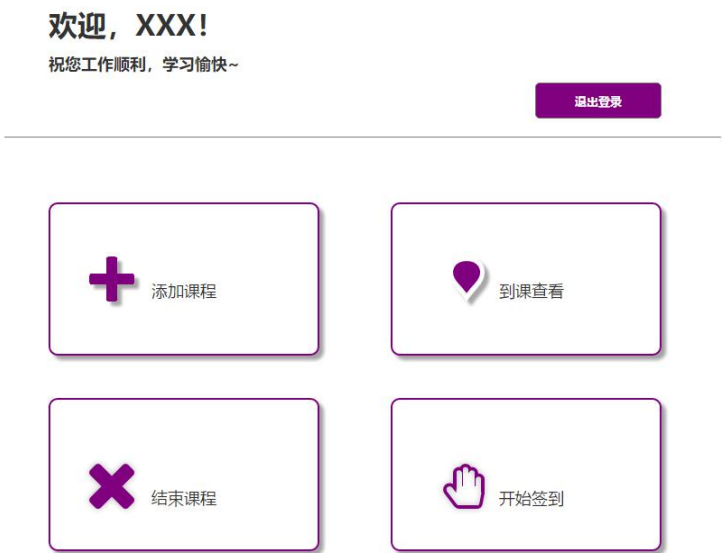 欢迎，XXX！
祝您工作顺利，学习愉快~
退出登录
添加课程
到课查看
结束课程
开始签到